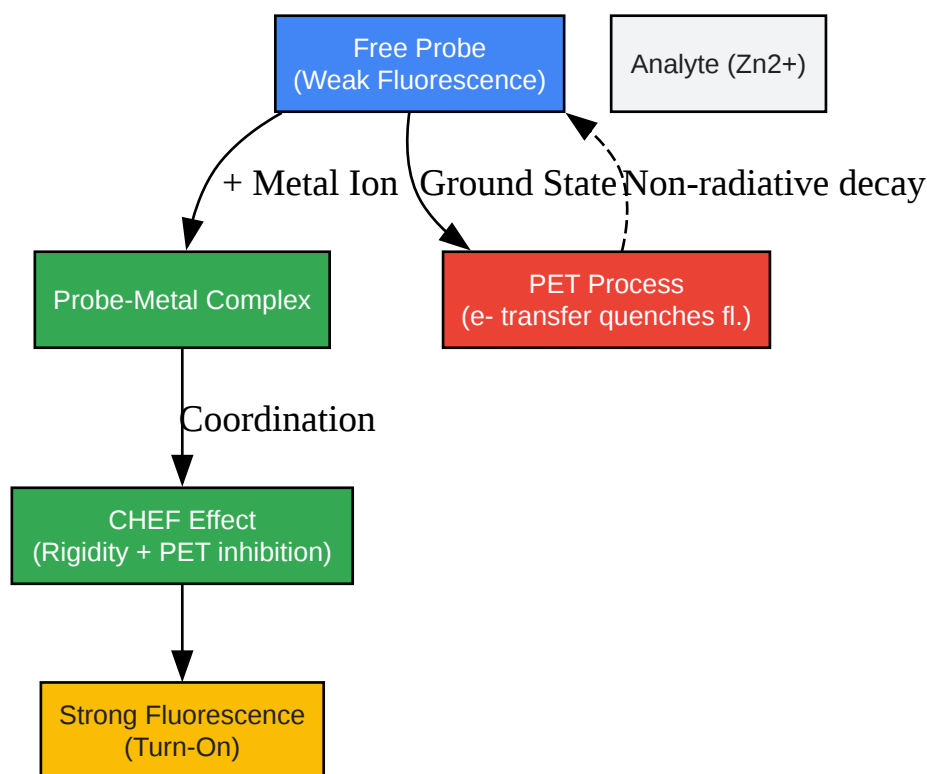 Free Probe
(Weak Fluorescence)
Analyte (Zn2+)
+ Metal Ion
Ground State
Non-radiative decay
Probe-Metal Complex
PET Process
(e- transfer quenches fl.)
Coordination
CHEF Effect
(Rigidity + PET inhibition)
Strong Fluorescence
(Turn-On)